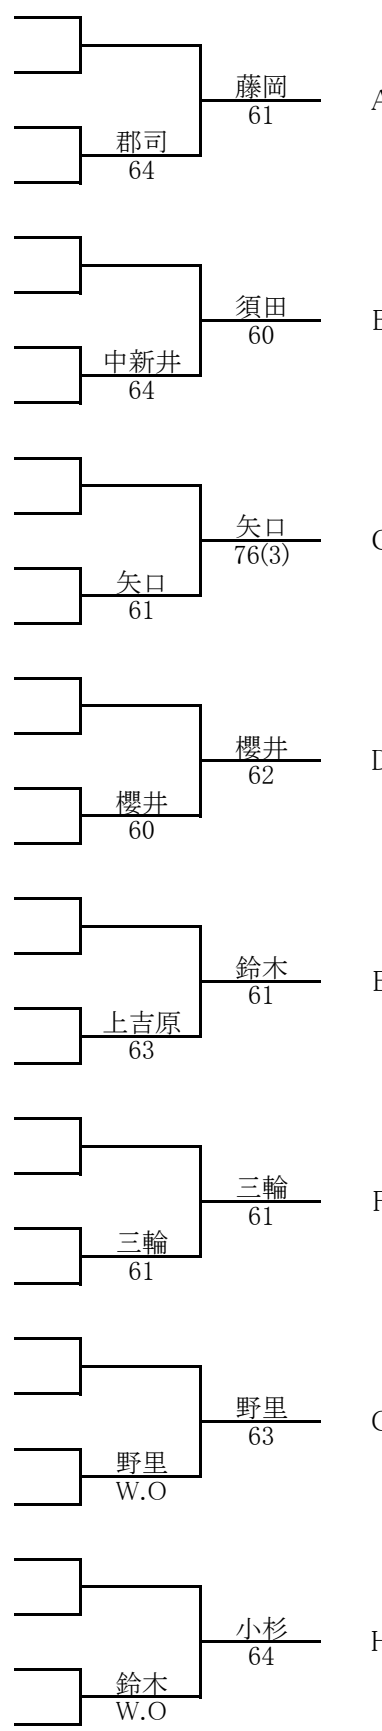 藤岡
61
A
郡司
64
須田
60
中新井
64
矢口
76(3)
矢口
61
櫻井
62
D
櫻井
60
鈴木
61
上吉原
63
三輪
61
F
三輪
61
野里
63
野里
W.O
小杉
64
H
鈴木
W.O